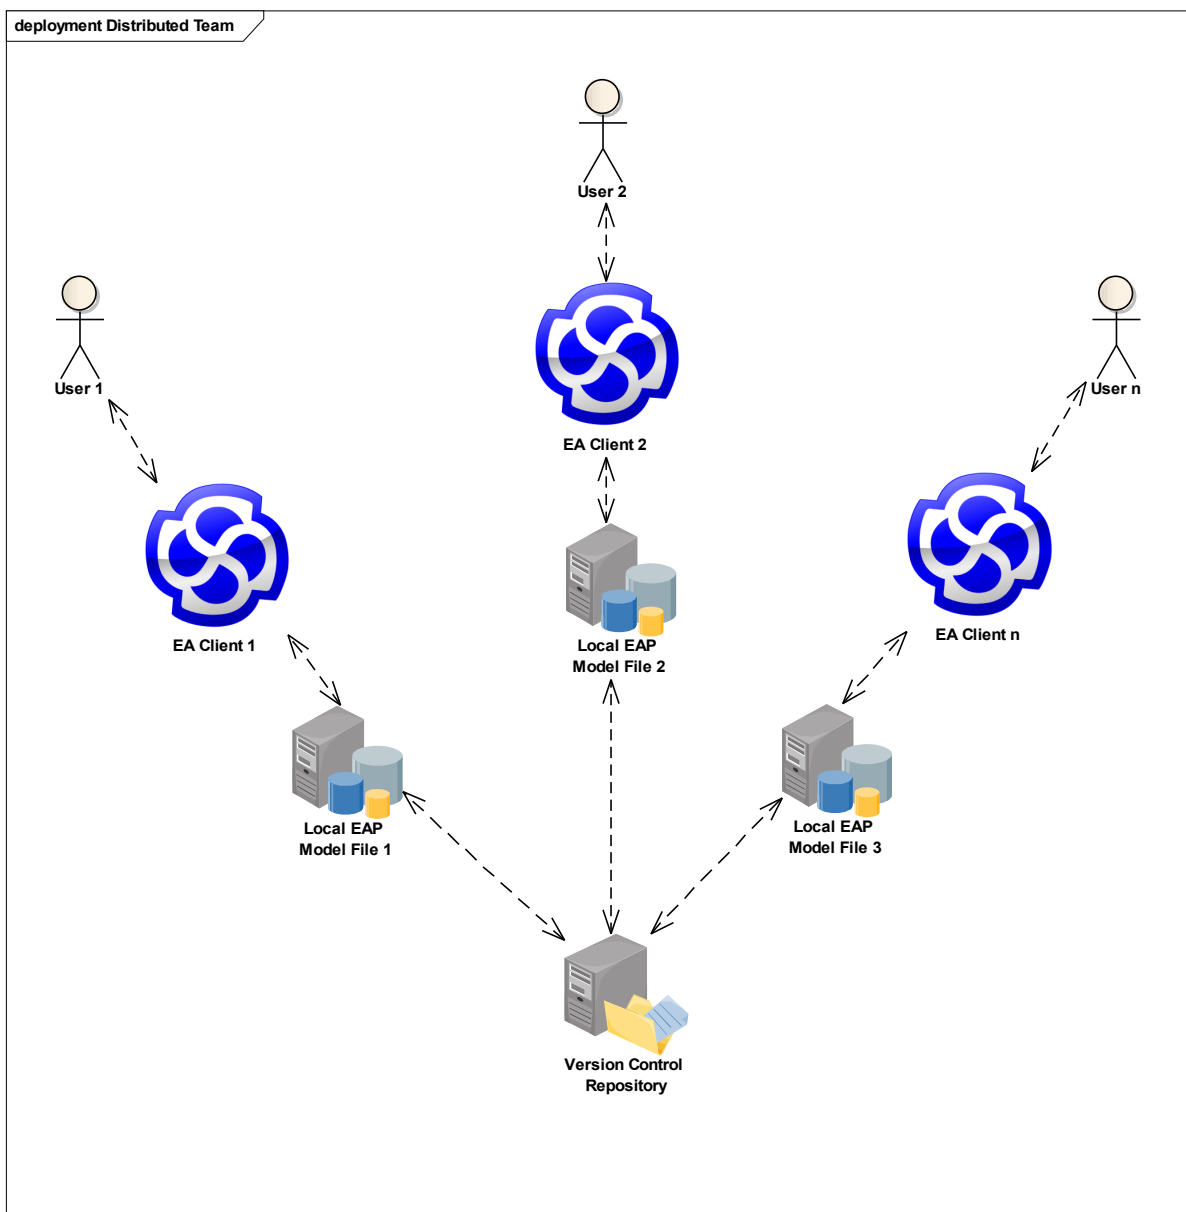 deployment Distributed Team
User 2
User 1
User n
EA Client 2
EA Client 1
EA Client n
Local EAP
Model File 2
Local EAP
Model File 1
Local EAP
Model File 3
Version Control
Repository